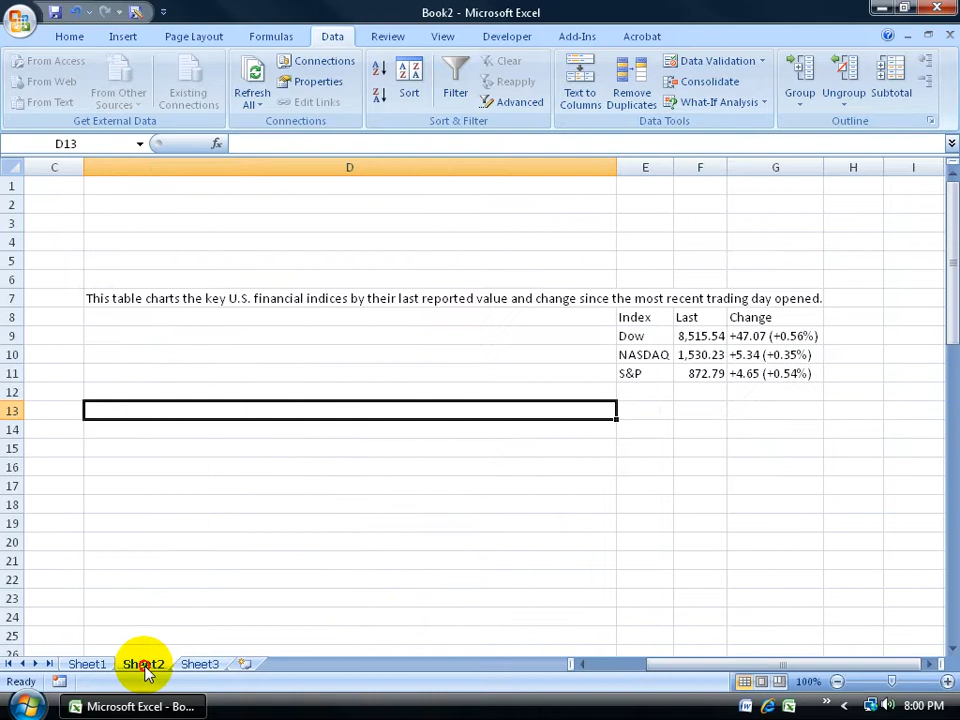 Book2 - Microsoft Excel
Home Insert Page Layout Formulas Data Review View Developer Add-Ins Acrobat
From Access
From Web
From Text
From Other Sources
Existing Connections
Get External Data
Refresh All
Connections
Properties
Edit Links
Connections
Sort
Filter
Clear
Reapply
Advanced
Sort & Filter
Text to Columns
Remove Duplicates
Data Validation
Consolidate
What-If Analysis
Data Tools
Group
Ungroup
Subtotal
Outline
D13
fx
C D E F G H I
1
2
3
4
5
6
7 This table charts the key U.S. financial indices by their last reported value and change since the most recent trading day opened.
8 Index Last Change
9 Dow 8,515.54 +47.07 (+0.56%)
10 NASDAQ 1,530.23 +5.34 (+0.35%)
11 S&P 872.79 +4.65 (+0.54%)
12
13
14
15
16
17
18
19
20
21
22
23
24
25
26
Sheet1 Sheet2 Sheet3
Ready 100%
Microsoft Excel - Bo... 8:00 PM